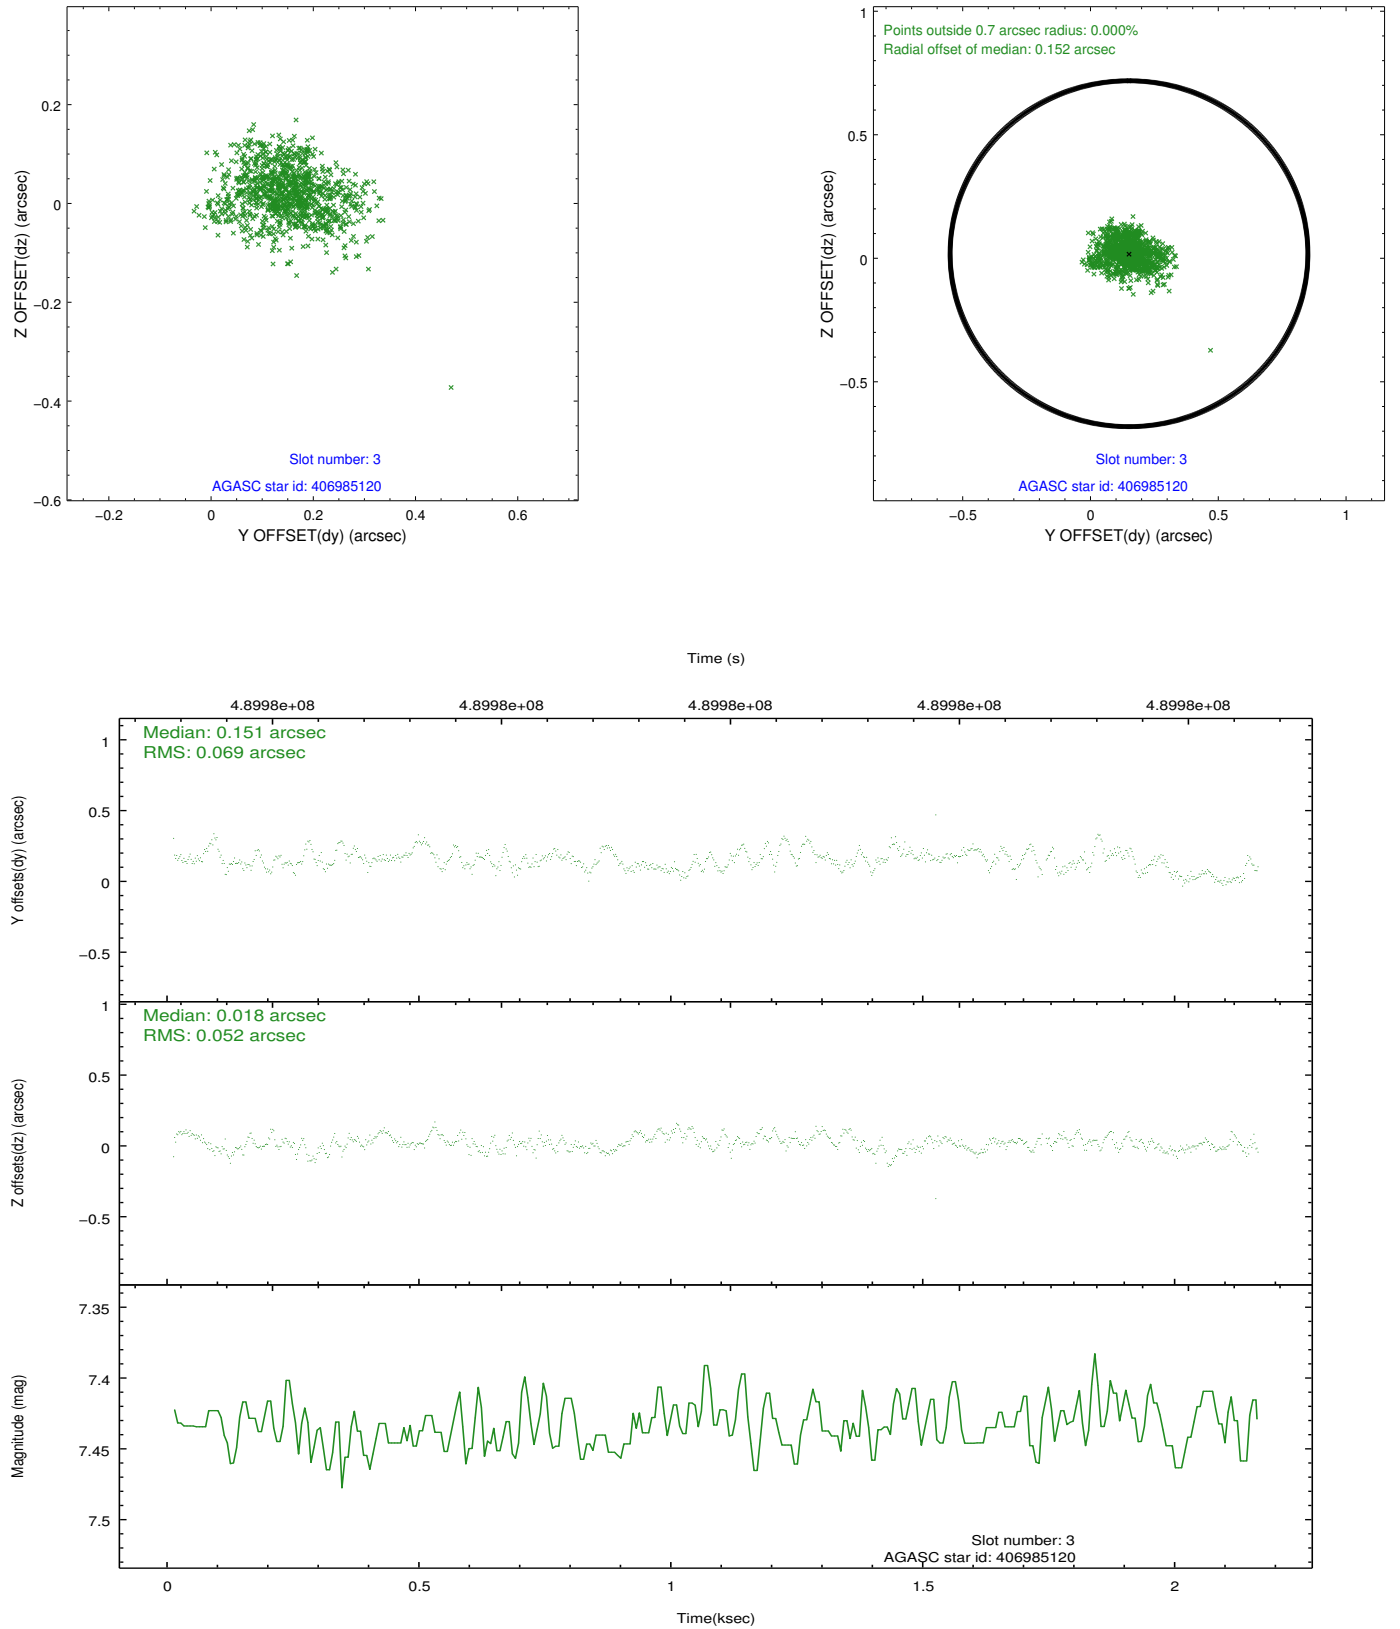 0.2
0
−0.2
−0.4
−0.6
Z OFFSET(dz) (arcsec)
Slot number: 3
AGASC star id: 406985120
−0.2 0 0.2 0.4 0.6
Y OFFSET(dy) (arcsec)
Points outside 0.7 arcsec radius: 0.000%
Radial offset of median: 0.152 arcsec
1
0.5
0
−0.5
Z OFFSET(dz) (arcsec)
Slot number: 3
AGASC star id: 406985120
−0.5 0 0.5 1
Y OFFSET(dy) (arcsec)
Time (s)
4.8998e+08 4.8998e+08 4.8998e+08 4.8998e+08 4.8998e+08
Median: 0.151 arcsec
RMS: 0.069 arcsec
1
0.5
0
−0.5
Y offsets(dy) (arcsec)
Median: 0.018 arcsec
RMS: 0.052 arcsec
1
0.5
0
−0.5
Z offsets(dz) (arcsec)
7.35
7.4
7.45
7.5
Magnitude (mag)
Slot number: 3
AGASC star id: 406985120
0 0.5 1 1.5 2
Time(ksec)